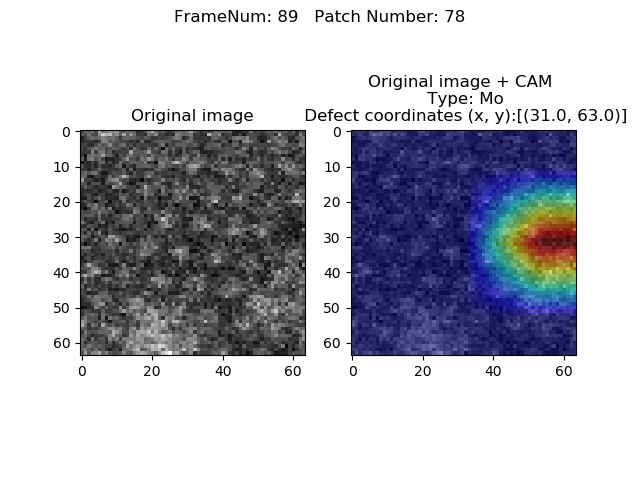 FrameNum: 89   Patch Number: 78
Original image
Original image + CAM
Type: Mo
Defect coordinates (x, y):[(31.0, 63.0)]
0
10
20
30
40
50
60
0 20 40 60
0
10
20
30
40
50
60
0 20 40 60